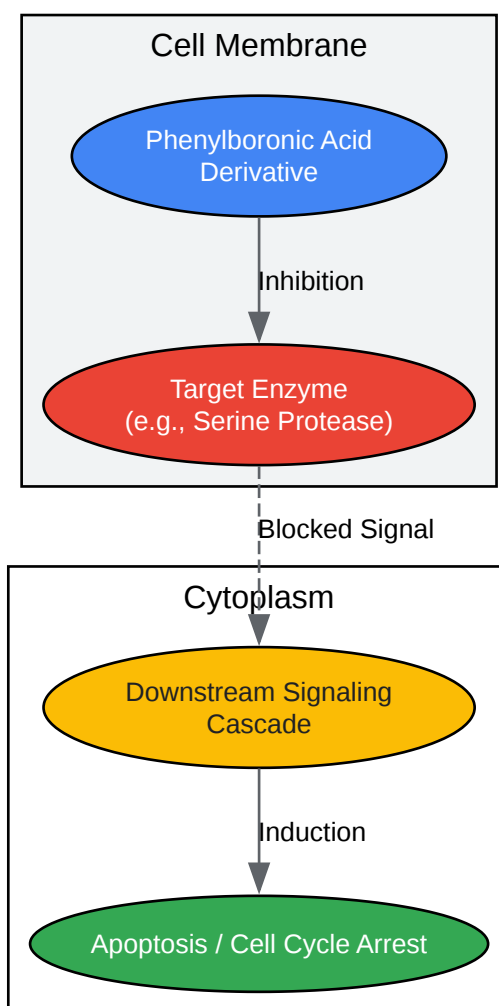 Cell Membrane
Phenylboronic Acid
Derivative
Inhibition
Target Enzyme
(e.g., Serine Protease)
Blocked Signal
Cytoplasm
Downstream Signaling
Cascade
Induction
Apoptosis / Cell Cycle Arrest